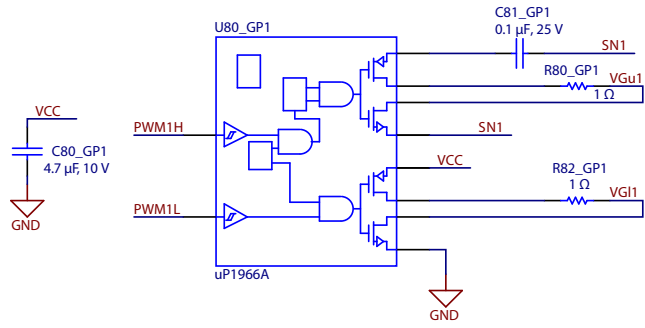 U80_GP1
C81_GP1
0.1 µF, 25 V
SN1
R80_GP1
VGu1
1 Ω
VCC
PWM1H
SN1
C80_GP1
4.7 µF, 10 V
VCC
R82_GP1
1 Ω
VGl1
PWM1L
GND
uP1966A
GND